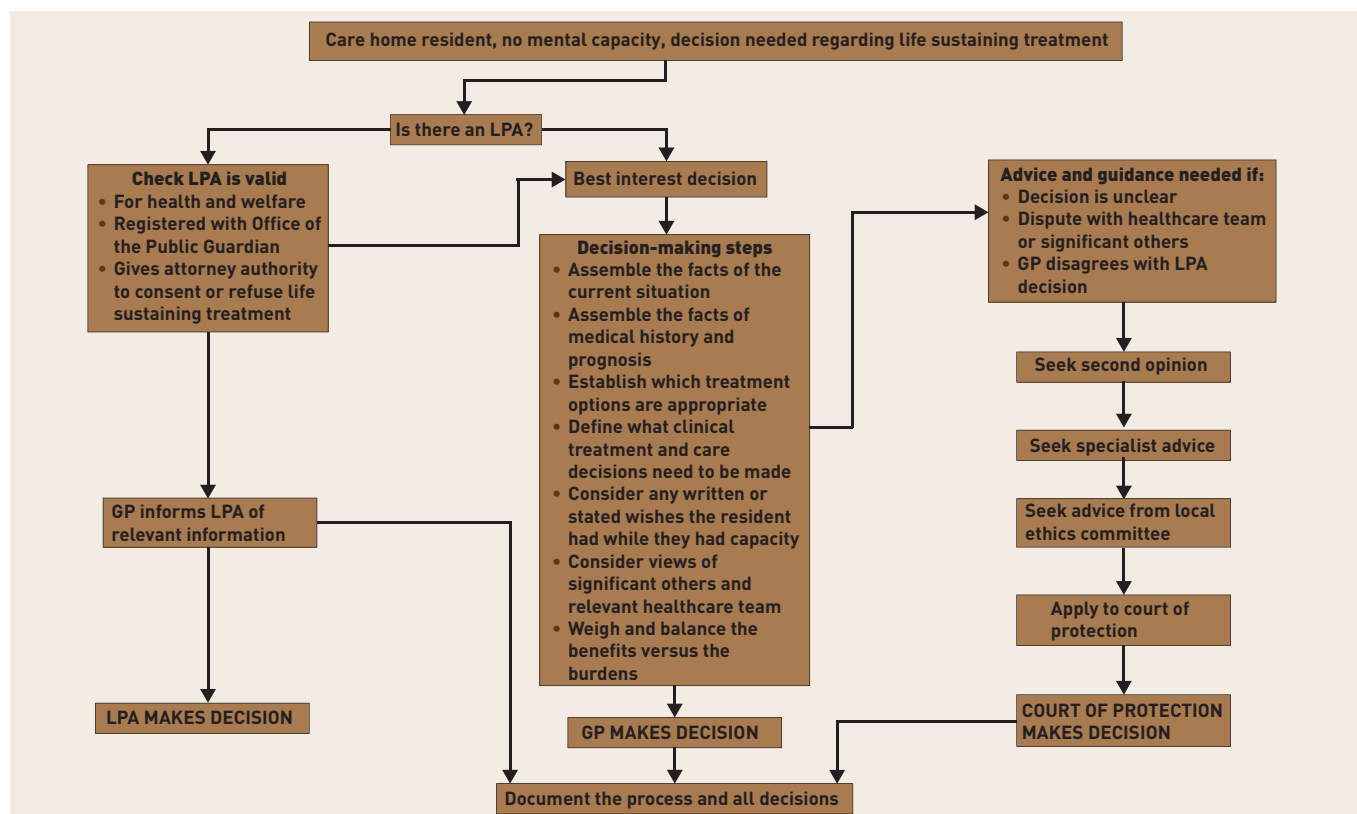 Care home resident, no mental capacity, decision needed regarding life sustaining treatment
Is there an LPA?
Check LPA is valid
• For health and welfare
• Registered with Office of
the Public Guardian
• Gives attorney authority
to consent or refuse life
sustaining treatment
GP informs LPA of
relevant information
LPA MAKES DECISION
Best interest decision
Decision-making steps
• Assemble the facts of the
current situation
• Assemble the facts of
medical history and
prognosis
• Establish which treatment
options are appropriate
• Define what clinical
treatment and care
decisions need to be made
• Consider any written or
stated wishes the resident
had while they had capacity
• Consider views of
significant others and
relevant healthcare team
• Weigh and balance the
benefits versus the
burdens
GP MAKES DECISION
Advice and guidance needed if:
• Decision is unclear
• Dispute with healthcare team
or significant others
• GP disagrees with LPA
decision
Seek second opinion
Seek specialist advice
Seek advice from local
ethics committee
Apply to court of
protection
COURT OF PROTECTION
MAKES DECISION
Document the process and all decisions